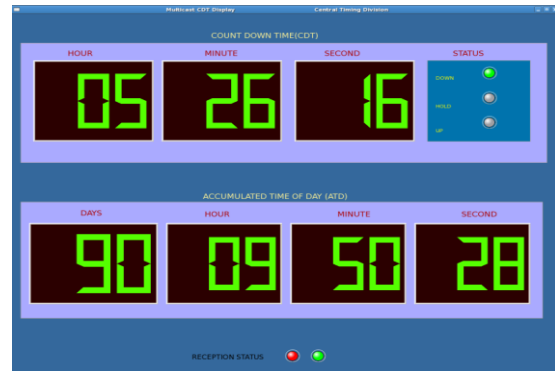 Multicast CDT Display Central Timing Division
COUNT DOWN TIME(CDT)
HOUR MINUTE SECOND STATUS
05 26 16
DOWN
HOLD
UP
ACCUMULATED TIME OF DAY (ATD)
DAYS HOUR MINUTE SECOND
90 09 50 28
RECEPTION STATUS